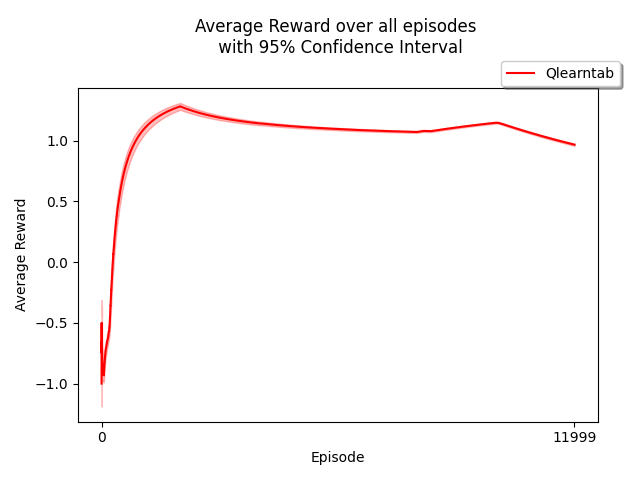 Average Reward over all episodes
with 95% Confidence Interval
Qlearntab
1.0
0.5
0.0
−0.5
−1.0
Average Reward
0
11999
Episode